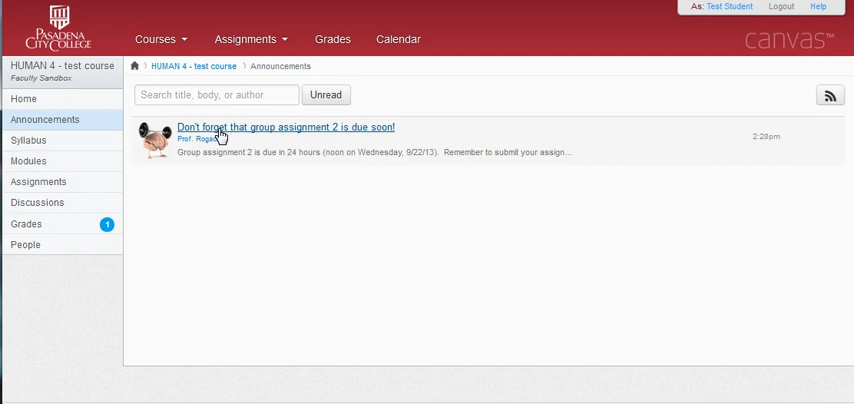 As: Test Student Logout Help
PASADENA
CITY COLLEGE
Courses Assignments Grades Calendar
canvas™
HUMAN 4 - test course
Faculty Sandbox
HUMAN 4 - test course Announcements
Home
Announcements
Syllabus
Modules
Assignments
Discussions
Grades 1
People
Search title, body, or author Unread
Don't forget that group assignment 2 is due soon!
Prof.
2:28pm
Group assignment 2 is due in 24 hours (noon on Wednesday, 9/22/13). Remember to submit your assign...